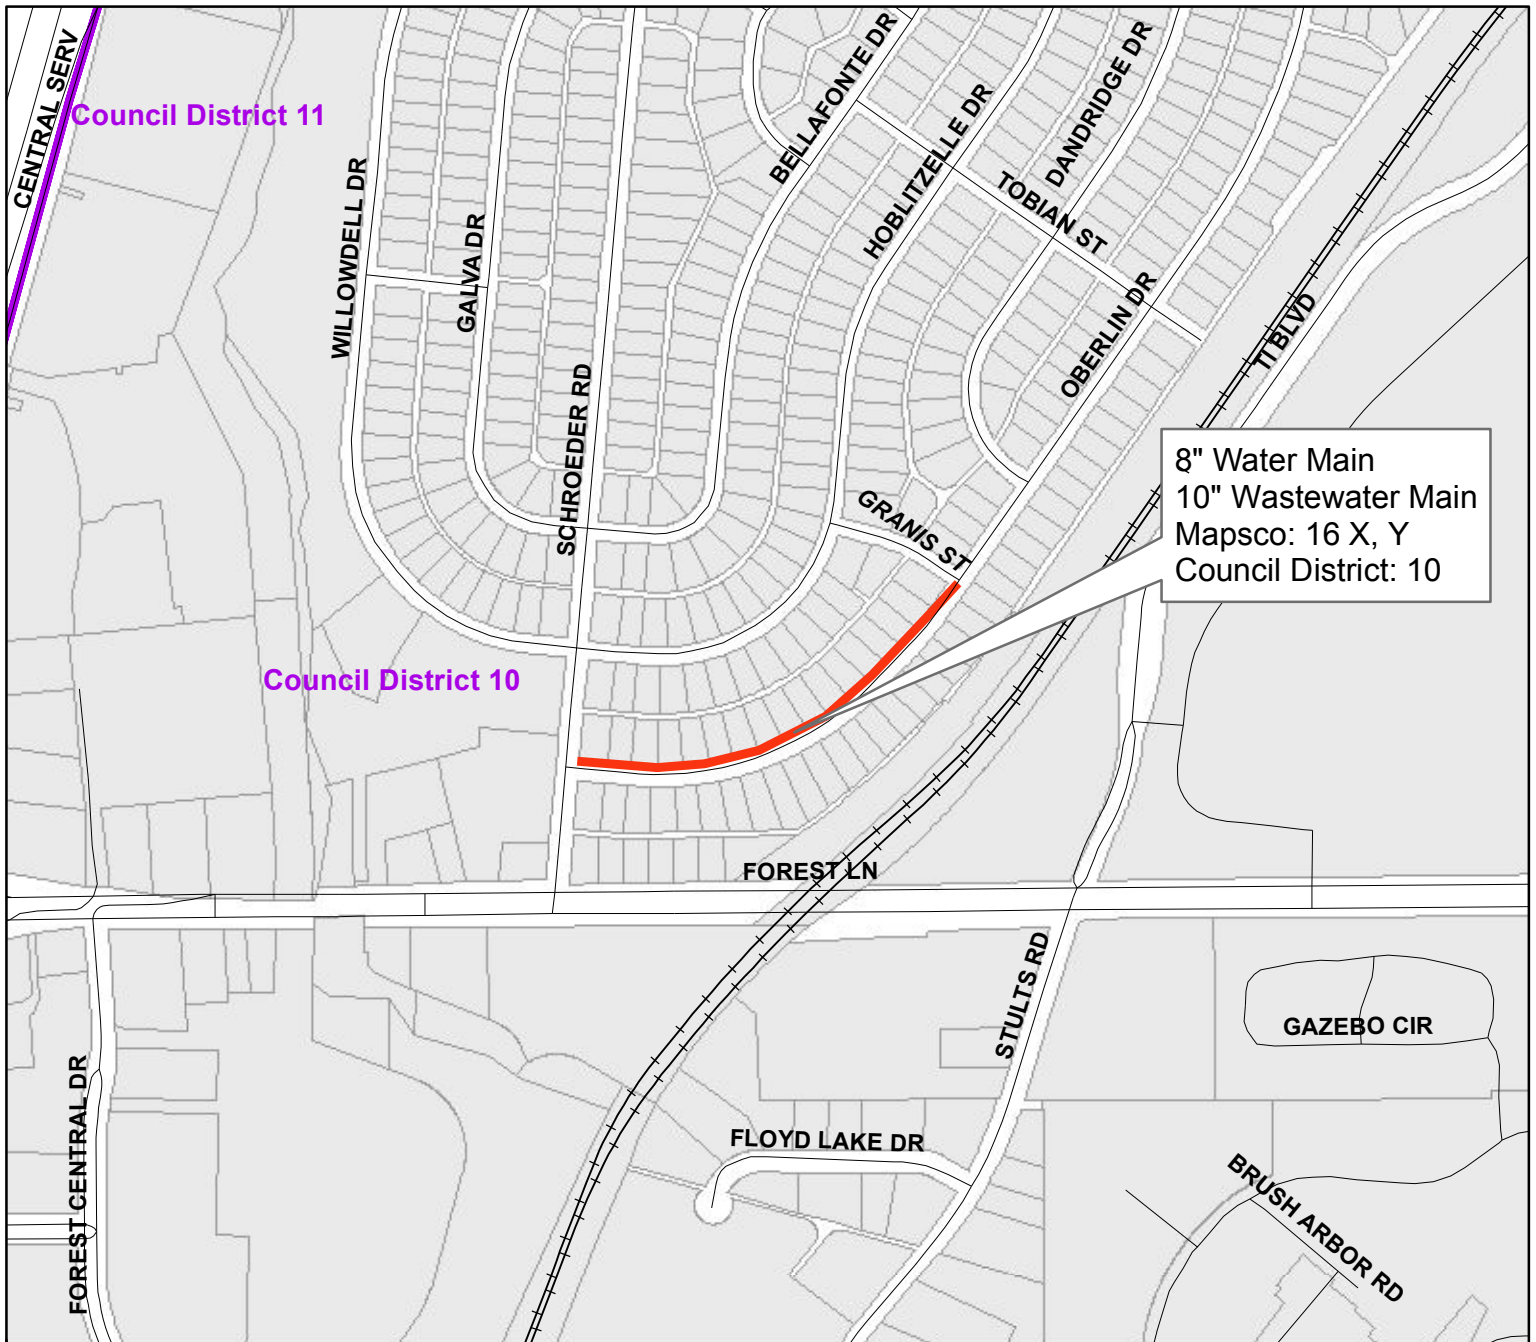 CENTRAL SERV
Council District 11
WILLOWDELL DR
GALVA DR
SCHROEDER RD
BELLAFONTE DR
HOBLITZELLE DR
DANDRIDGE DR
TOBIAN ST
OBERLIN DR
TI BLVD
GRANIS ST
8" Water Main
10" Wastewater Main
Mapsco: 16 X, Y
Council District: 10
Council District 10
FOREST LN
STULTS RD
GAZEBO CIR
FOREST CENTRAL DR
FLOYD LAKE DR
BRUSH ARBOR RD